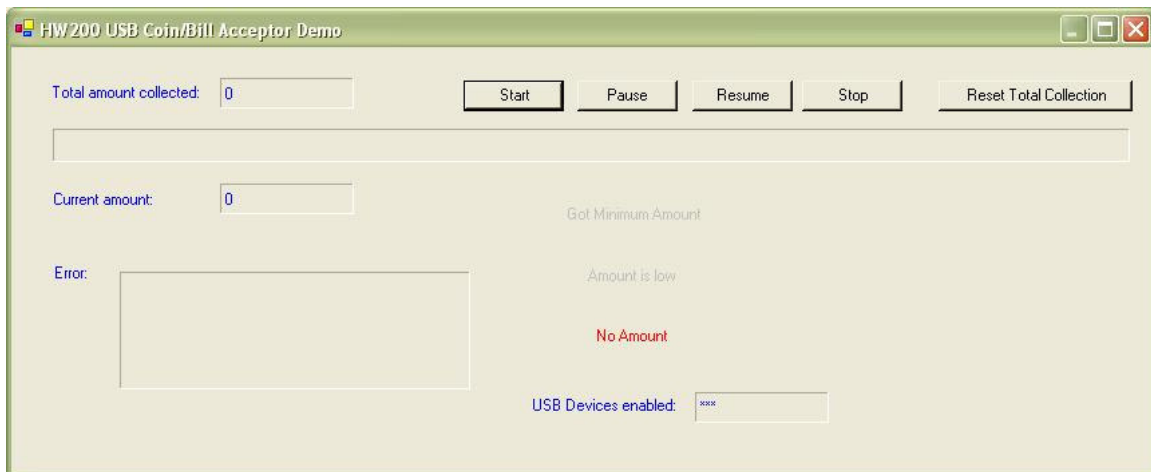 HW200 USB Coin/Bill Acceptor Demo
Total amount collected: 0 Start Pause Resume Stop Reset Total Collection
Current amount: 0
Got Minimum Amount
Error:
Amount is low
No Amount
USB Devices enabled: ***